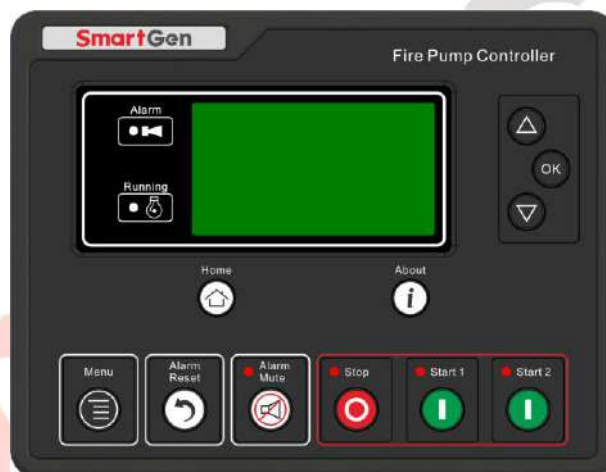 SmartGen
Fire Pump Controller
Alarm
Running
OK
Home
About
i
Menu
Alarm
Reset
Alarm
Mute
Stop
Start 1
Start 2